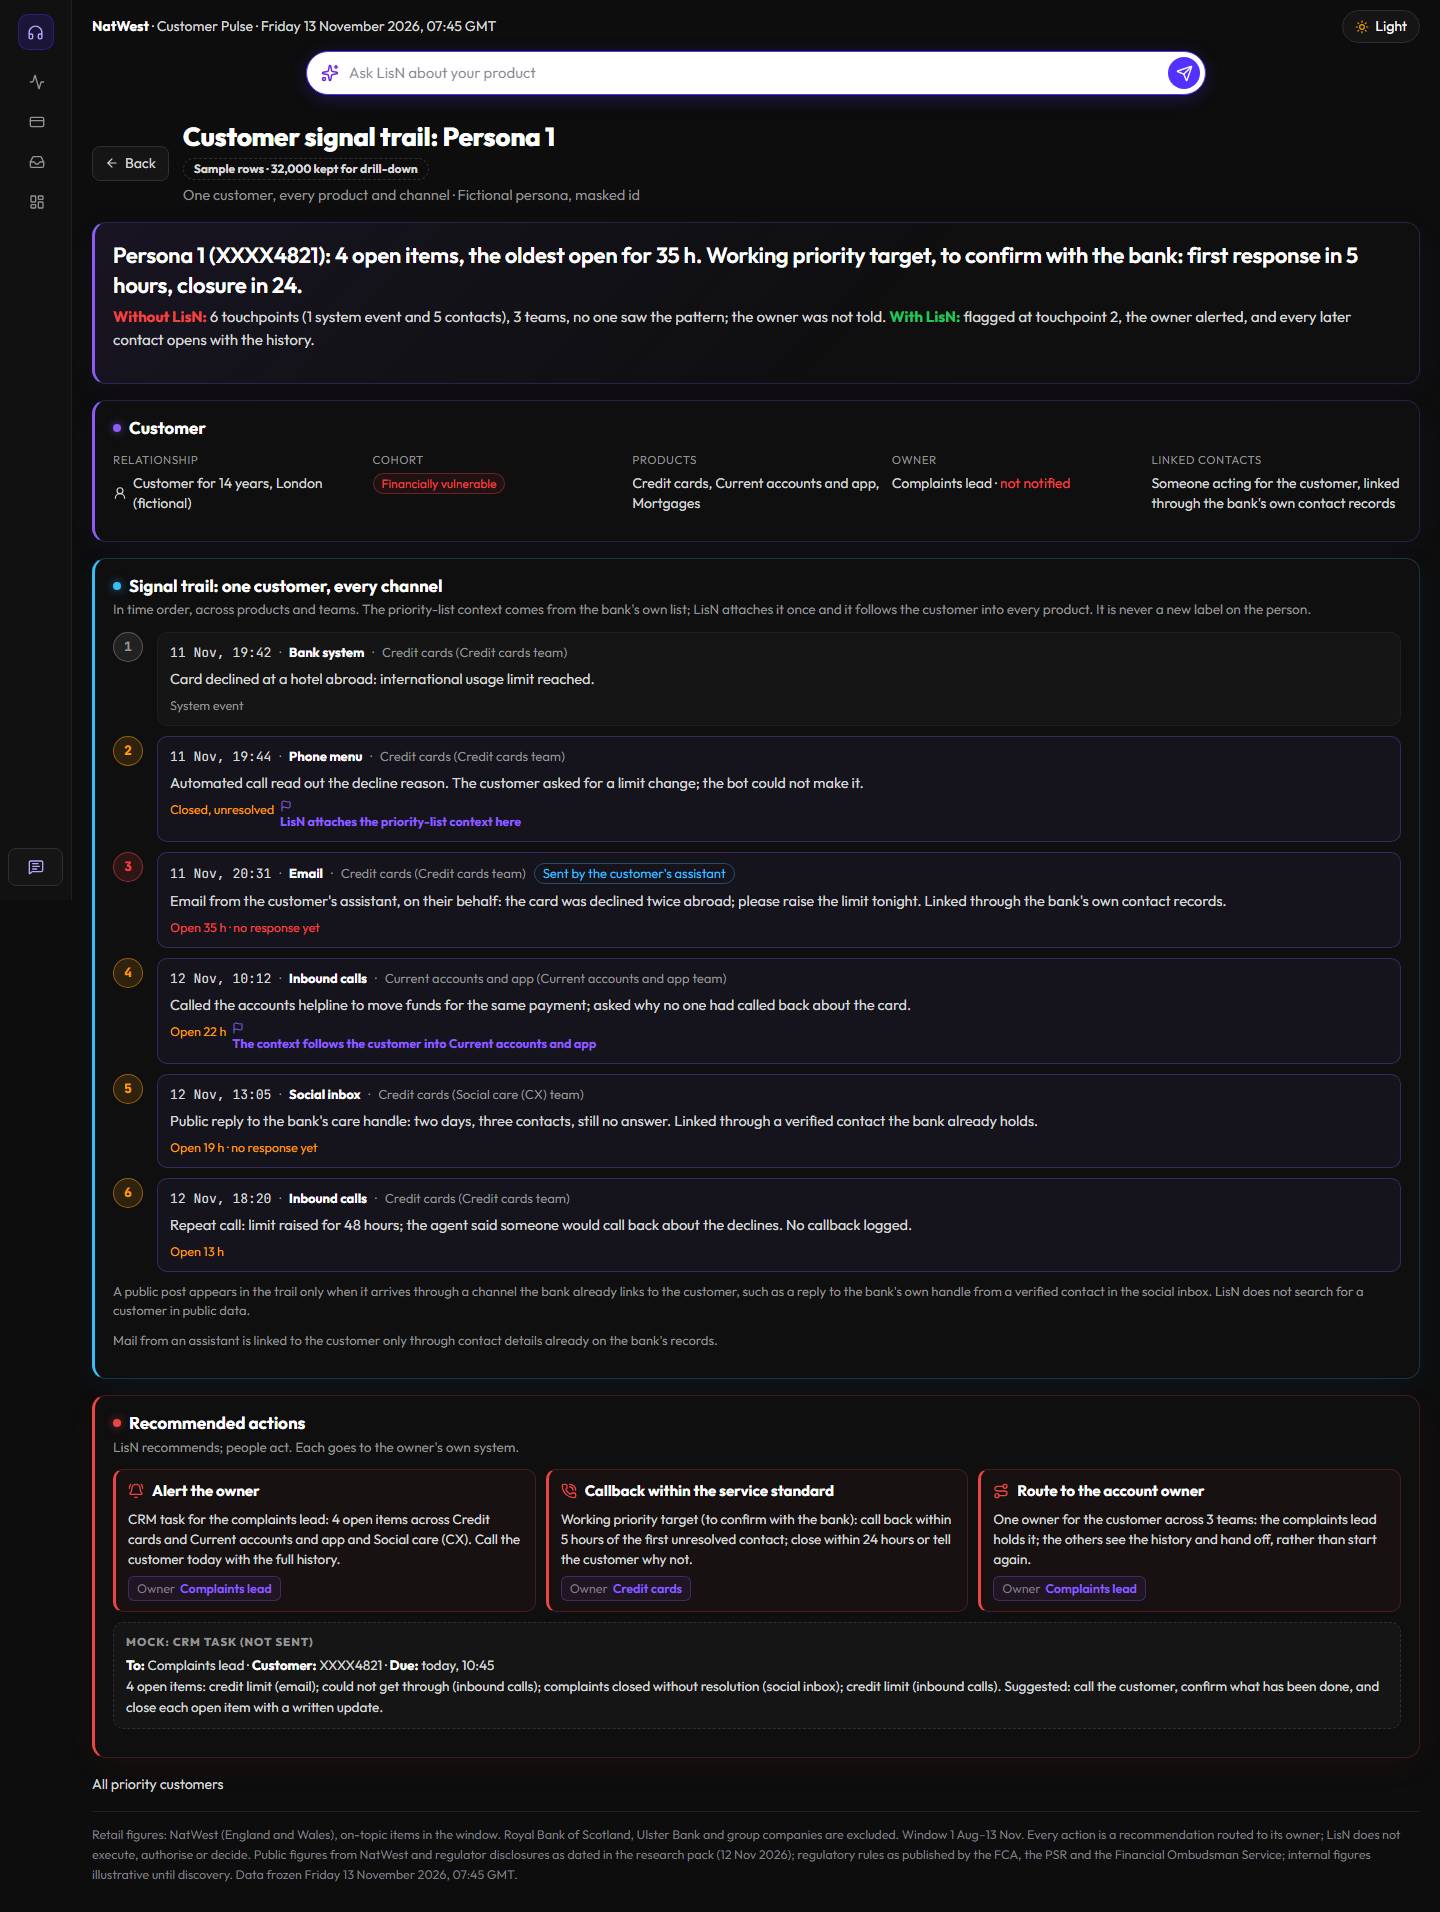 NatWest · Customer Pulse · Friday 13 November 2026, 07:45 GMT
Light
Ask LisN about your product
Back
Customer signal trail: Persona 1
Sample rows · 32,000 kept for drill-down
One customer, every product and channel · Fictional persona, masked id
Persona 1 (XXXX4821): 4 open items, the oldest open for 35 h. Working priority target, to confirm with the bank: first response in 5
hours, closure in 24.
Without LisN: 6 touchpoints (1 system event and 5 contacts), 3 teams, no one saw the pattern; the owner was not told. With LisN: flagged at touchpoint 2, the owner alerted, and every later
contact opens with the history.
Customer
RELATIONSHIP
Customer for 14 years, London
(fictional)
COHORT
Financially vulnerable
PRODUCTS
Credit cards, Current accounts and app,
Mortgages
OWNER
Complaints lead · not notified
LINKED CONTACTS
Someone acting for the customer, linked
through the bank's own contact records
Signal trail: one customer, every channel
In time order, across products and teams. The priority-list context comes from the bank's own list; LisN attaches it once and it follows the customer into every product. It is never a new label on the person.
1
11 Nov, 19:42 · Bank system · Credit cards (Credit cards team)
Card declined at a hotel abroad: international usage limit reached.
System event
2
11 Nov, 19:44 · Phone menu · Credit cards (Credit cards team)
Automated call read out the decline reason. The customer asked for a limit change; the bot could not make it.
Closed, unresolved
LisN attaches the priority-list context here
3
11 Nov, 20:31 · Email · Credit cards (Credit cards team) Sent by the customer's assistant
Email from the customer's assistant, on their behalf: the card was declined twice abroad; please raise the limit tonight. Linked through the bank's own contact records.
Open 35 h · no response yet
4
12 Nov, 10:12 · Inbound calls · Current accounts and app (Current accounts and app team)
Called the accounts helpline to move funds for the same payment; asked why no one had called back about the card.
Open 22 h
The context follows the customer into Current accounts and app
5
12 Nov, 13:05 · Social inbox · Credit cards (Social care (CX) team)
Public reply to the bank's care handle: two days, three contacts, still no answer. Linked through a verified contact the bank already holds.
Open 19 h · no response yet
6
12 Nov, 18:20 · Inbound calls · Credit cards (Credit cards team)
Repeat call: limit raised for 48 hours; the agent said someone would call back about the declines. No callback logged.
Open 13 h
A public post appears in the trail only when it arrives through a channel the bank already links to the customer, such as a reply to the bank's own handle from a verified contact in the social inbox. LisN does not search for a
customer in public data.
Mail from an assistant is linked to the customer only through contact details already on the bank's records.
Recommended actions
LisN recommends; people act. Each goes to the owner's own system.
Alert the owner
CRM task for the complaints lead: 4 open items across Credit
cards and Current accounts and app and Social care (CX). Call the
customer today with the full history.
Owner Complaints lead
Callback within the service standard
Working priority target (to confirm with the bank): call back within
5 hours of the first unresolved contact; close within 24 hours or tell
the customer why not.
Owner Credit cards
Route to the account owner
One owner for the customer across 3 teams: the complaints lead
holds it; the others see the history and hand off, rather than start
again.
Owner Complaints lead
MOCK: CRM TASK (NOT SENT)
To: Complaints lead · Customer: XXXX4821 · Due: today, 10:45
4 open items: credit limit (email); could not get through (inbound calls); complaints closed without resolution (social inbox); credit limit (inbound calls). Suggested: call the customer, confirm what has been done, and
close each open item with a written update.
All priority customers
Retail figures: NatWest (England and Wales), on-topic items in the window. Royal Bank of Scotland, Ulster Bank and group companies are excluded. Window 1 Aug–13 Nov. Every action is a recommendation routed to its owner; LisN does not
execute, authorise or decide. Public figures from NatWest and regulator disclosures as dated in the research pack (12 Nov 2026); regulatory rules as published by the FCA, the PSR and the Financial Ombudsman Service; internal figures
illustrative until discovery. Data frozen Friday 13 November 2026, 07:45 GMT.